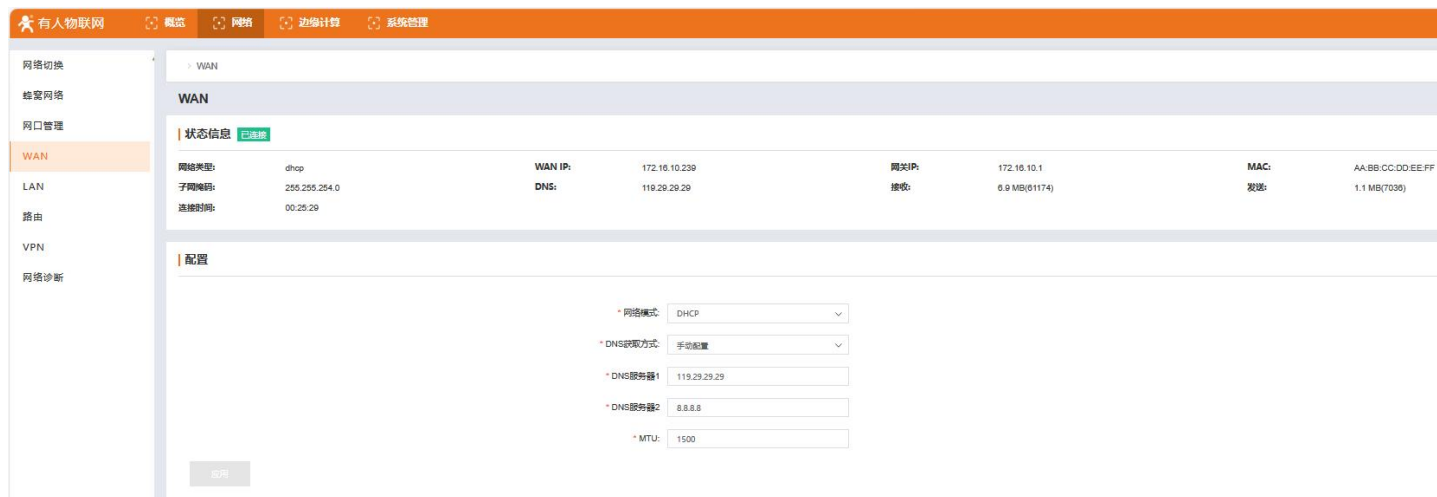 有人物联网 概览 网络 边缘计算 系统管理
网络切换
蜂窝网络
网口管理
WAN
LAN
路由
VPN
网络诊断
> WAN
WAN
状态信息 已连接
网络类型: dhcp WAN IP: 172.16.10.239 网关IP: 172.16.10.1 MAC: AA:BB:CC:DD:EE:FF
子网掩码: 255.255.254.0 DNS: 119.29.29.29 接收: 6.9 MB(61174) 发送: 1.1 MB(7036)
连接时间: 00:25:29
配置
* 网络模式: DHCP
* DNS获取方式: 手动配置
* DNS服务器1 119.29.29.29
* DNS服务器2 8.8.8.8
* MTU: 1500
应用